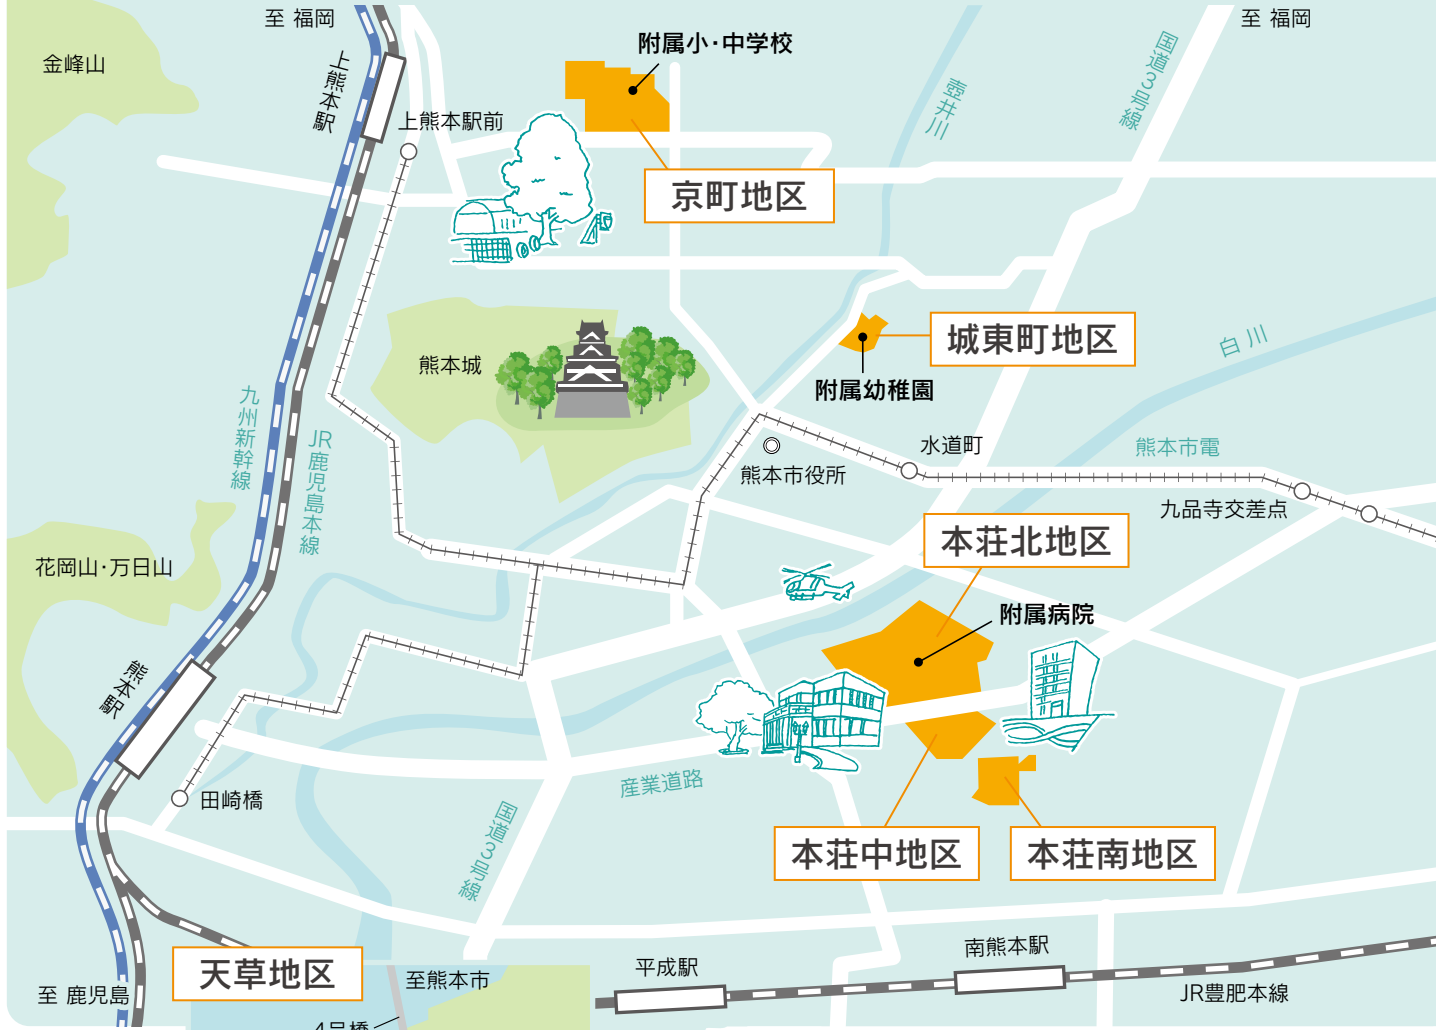 至 福岡
至 福岡
金峰山
上熊本駅
附属小・中学校
国道3号線
壺井川
上熊本駅前
京町地区
城東町地区
白川
熊本城
附属幼稚園
九州新幹線
JR鹿児島本線
水道町
熊本市電
熊本市役所
九品寺交差点
本荘北地区
花岡山・万日山
附属病院
熊本駅
産業道路
田崎橋
国道3号線
本荘中地区
本荘南地区
天草地区
至熊本市
平成駅
南熊本駅
至 鹿児島
JR豊肥本線
4号橋